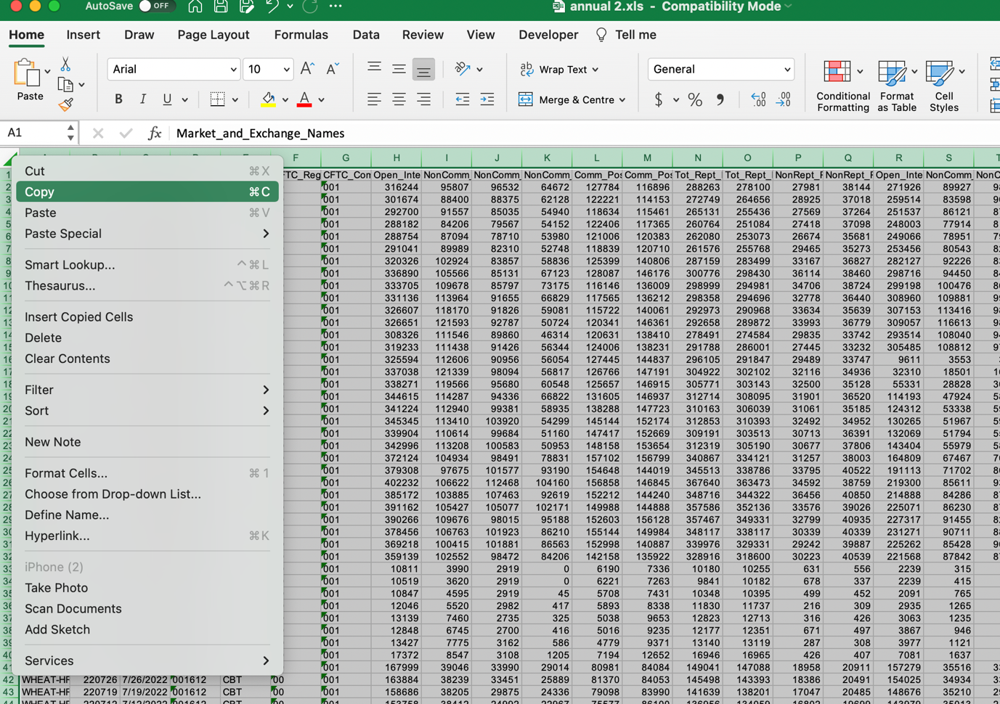 AutoSave OFF annual 2.xls - Compatibility Mode
Home Insert Draw Page Layout Formulas Data Review View Developer Tell me
Arial 10 Wrap Text General
Paste B I U A Merge & Centre $ % Conditional Formatting Format as Table Cell Styles
A1 fx Market_and_Exchange_Names
F G H I J K L M N O P Q R S
Cut ⌘X
Copy ⌘C
Paste ⌘V
Paste Special
Smart Lookup... ^⌘L
Thesaurus... ^⌥⌘R
Insert Copied Cells
Delete
Clear Contents
Filter
Sort
New Note
Format Cells... ⌘1
Choose from Drop-down List...
Define Name...
Hyperlink... ⌘K
iPhone (2)
Take Photo
Scan Documents
Add Sketch
Services
1 FTC_Reg CFTC_Con Open_Inte NonComm_ NonComm_ NonComm_ Comm_Pos Comm_Pos Tot_Rept_ Tot_Rept_ NonRept_F NonRept_F Open_Inte NonComm_ NonC
2 001 316244 95807 96532 64672 127784 116896 288263 278100 27981 38144 271926 89927
3 001 301674 88400 88375 62128 122221 114153 272749 264656 28925 37018 259514 83598
4 001 292700 91557 85035 54940 118634 115461 265131 255436 27569 37264 251537 86121
5 001 288182 84206 79567 54152 122406 117365 260764 251084 27418 37098 248003 77914
6 001 288754 87094 78710 53980 121006 120383 262080 253073 26674 35681 249066 78951
7 001 291041 89989 82310 52748 118839 120710 261576 255768 29465 35273 253456 80543
8 001 320326 102924 83857 58836 125399 140806 287159 283499 33167 36827 282127 92226
9 001 336890 105566 85131 67123 128087 146176 300776 298430 36114 38460 298716 94450
10 001 333705 109678 85797 73175 116146 136009 298999 294981 34706 38724 299198 100476
11 001 331136 113964 91655 66829 117565 136212 298358 294696 32778 36440 308960 109881
12 001 326607 118170 91826 59081 115722 140061 292973 290968 33634 35639 307153 113416
13 001 326651 121593 92787 50724 120341 146361 292658 289872 33993 36779 309057 116613
14 001 308326 111546 89860 46314 120631 138410 278491 274584 29835 33742 293514 108040
15 001 319233 111438 91426 56344 124006 138231 291788 286001 27445 33232 305485 108812
16 001 325594 112606 90956 56054 127445 144837 296105 291847 29489 33747 9611 3553
17 001 337038 121339 98094 56817 126766 147191 304922 302102 32116 34936 32310 18501
18 001 338271 119566 95680 60548 125657 146915 305771 303143 32500 35128 55331 28828
19 001 344615 114287 94336 66822 131605 146937 312714 308095 31901 36520 114193 47924
20 001 341224 112940 99381 58935 138288 147723 310163 306039 31061 35185 124312 53338
21 001 345345 113410 103920 54299 145144 152174 312853 310393 32492 34952 130265 51967
22 001 339904 110614 99684 51160 147417 152669 309191 303513 30713 36391 132069 51794
23 001 342996 113208 100583 50953 148158 153654 312319 305190 30677 37806 143404 55979
24 001 372124 104934 98491 78831 157102 156799 340867 334121 31257 38003 164809 67467
25 001 379308 97675 101577 93190 154648 144019 345513 338786 33795 40522 191113 71702
26 001 402232 106622 112468 104160 156858 146845 367640 363473 34592 38759 219300 85611
27 001 385172 103885 107463 92619 152212 144240 348716 344322 36456 40850 214888 84286
28 001 391162 105427 105077 102171 149988 144888 357586 352136 33576 39026 225071 86230
29 001 390266 109676 98015 95188 152603 156128 357467 349331 32799 40935 227317 91455
30 001 378456 106763 101923 86210 155144 149984 348117 338117 30339 40339 231271 90711
31 001 369218 100415 101881 86563 152998 140887 339976 329331 29242 39887 225262 85428
32 001 359139 102552 98472 84206 142158 135922 328916 318600 30223 40539 221568 87842
33 001 10811 3990 2919 0 6190 7336 10180 10255 631 556 2239 315
34 001 10519 3620 2919 0 6221 7263 9841 10182 678 337 2239 415
35 001 10847 4595 2919 45 5708 7431 10348 10395 499 452 2091 765
36 001 12046 5520 2982 417 5893 8338 11830 11737 216 309 2935 1265
37 001 13139 7460 2735 325 5038 9653 12823 12713 316 426 3063 1235
38 001 12848 6745 2700 416 5016 9235 12177 12351 671 497 3867 946
39 001 13427 7775 3162 586 4779 9371 13140 13119 287 308 3977 1121
40 001 17372 8547 3108 1205 7194 12652 16946 16965 426 407 7081 1637
41 001 167999 39046 33990 29014 80981 84084 149041 147088 18958 20911 157279 35516
42 WHEAT-HF 220726 7/26/2022 001612 CBT 00 001 163884 38239 33451 25889 81370 84053 145498 143393 18386 20491 154025 34934
43 WHEAT-HF 220719 7/19/2022 001612 CBT 00 001 158686 38205 29875 24336 79098 83990 141639 138201 17047 20485 148676 35210